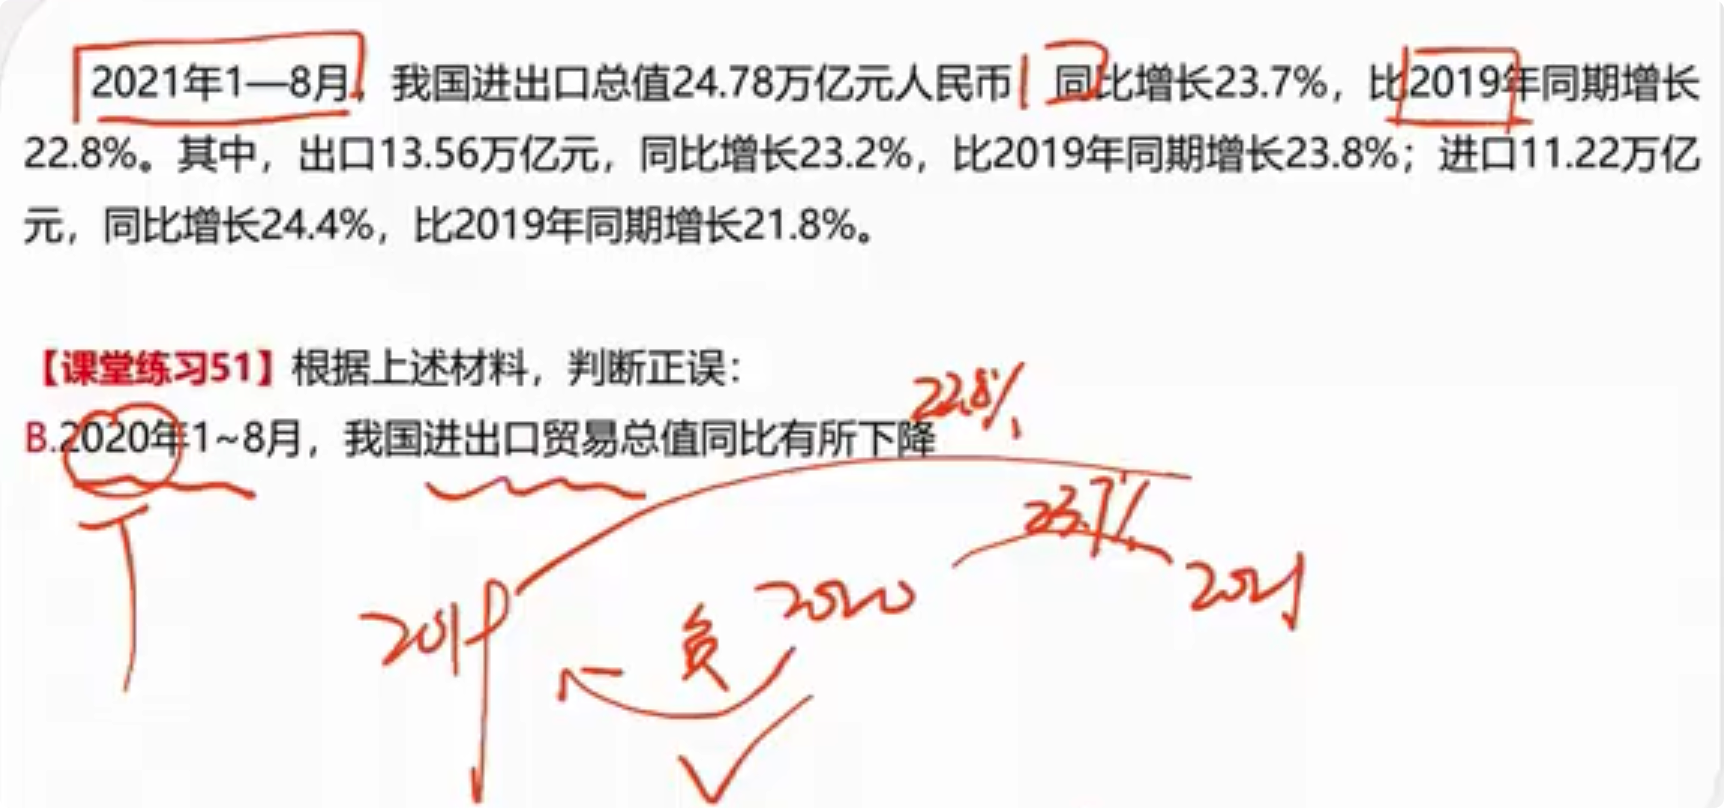 2021年1—8月，我国进出口总值24.78万亿元人民币，同比增长23.7%，比2019年同期增长
22.8%。其中，出口13.56万亿元，同比增长23.2%，比2019年同期增长23.8%；进口11.22万亿
元，同比增长24.4%，比2019年同期增长21.8%。
【课堂练习51】根据上述材料，判断正误：
22.8%
B.2020年1~8月，我国进出口贸易总值同比有所下降
23.7%
2019 负 2020 2021